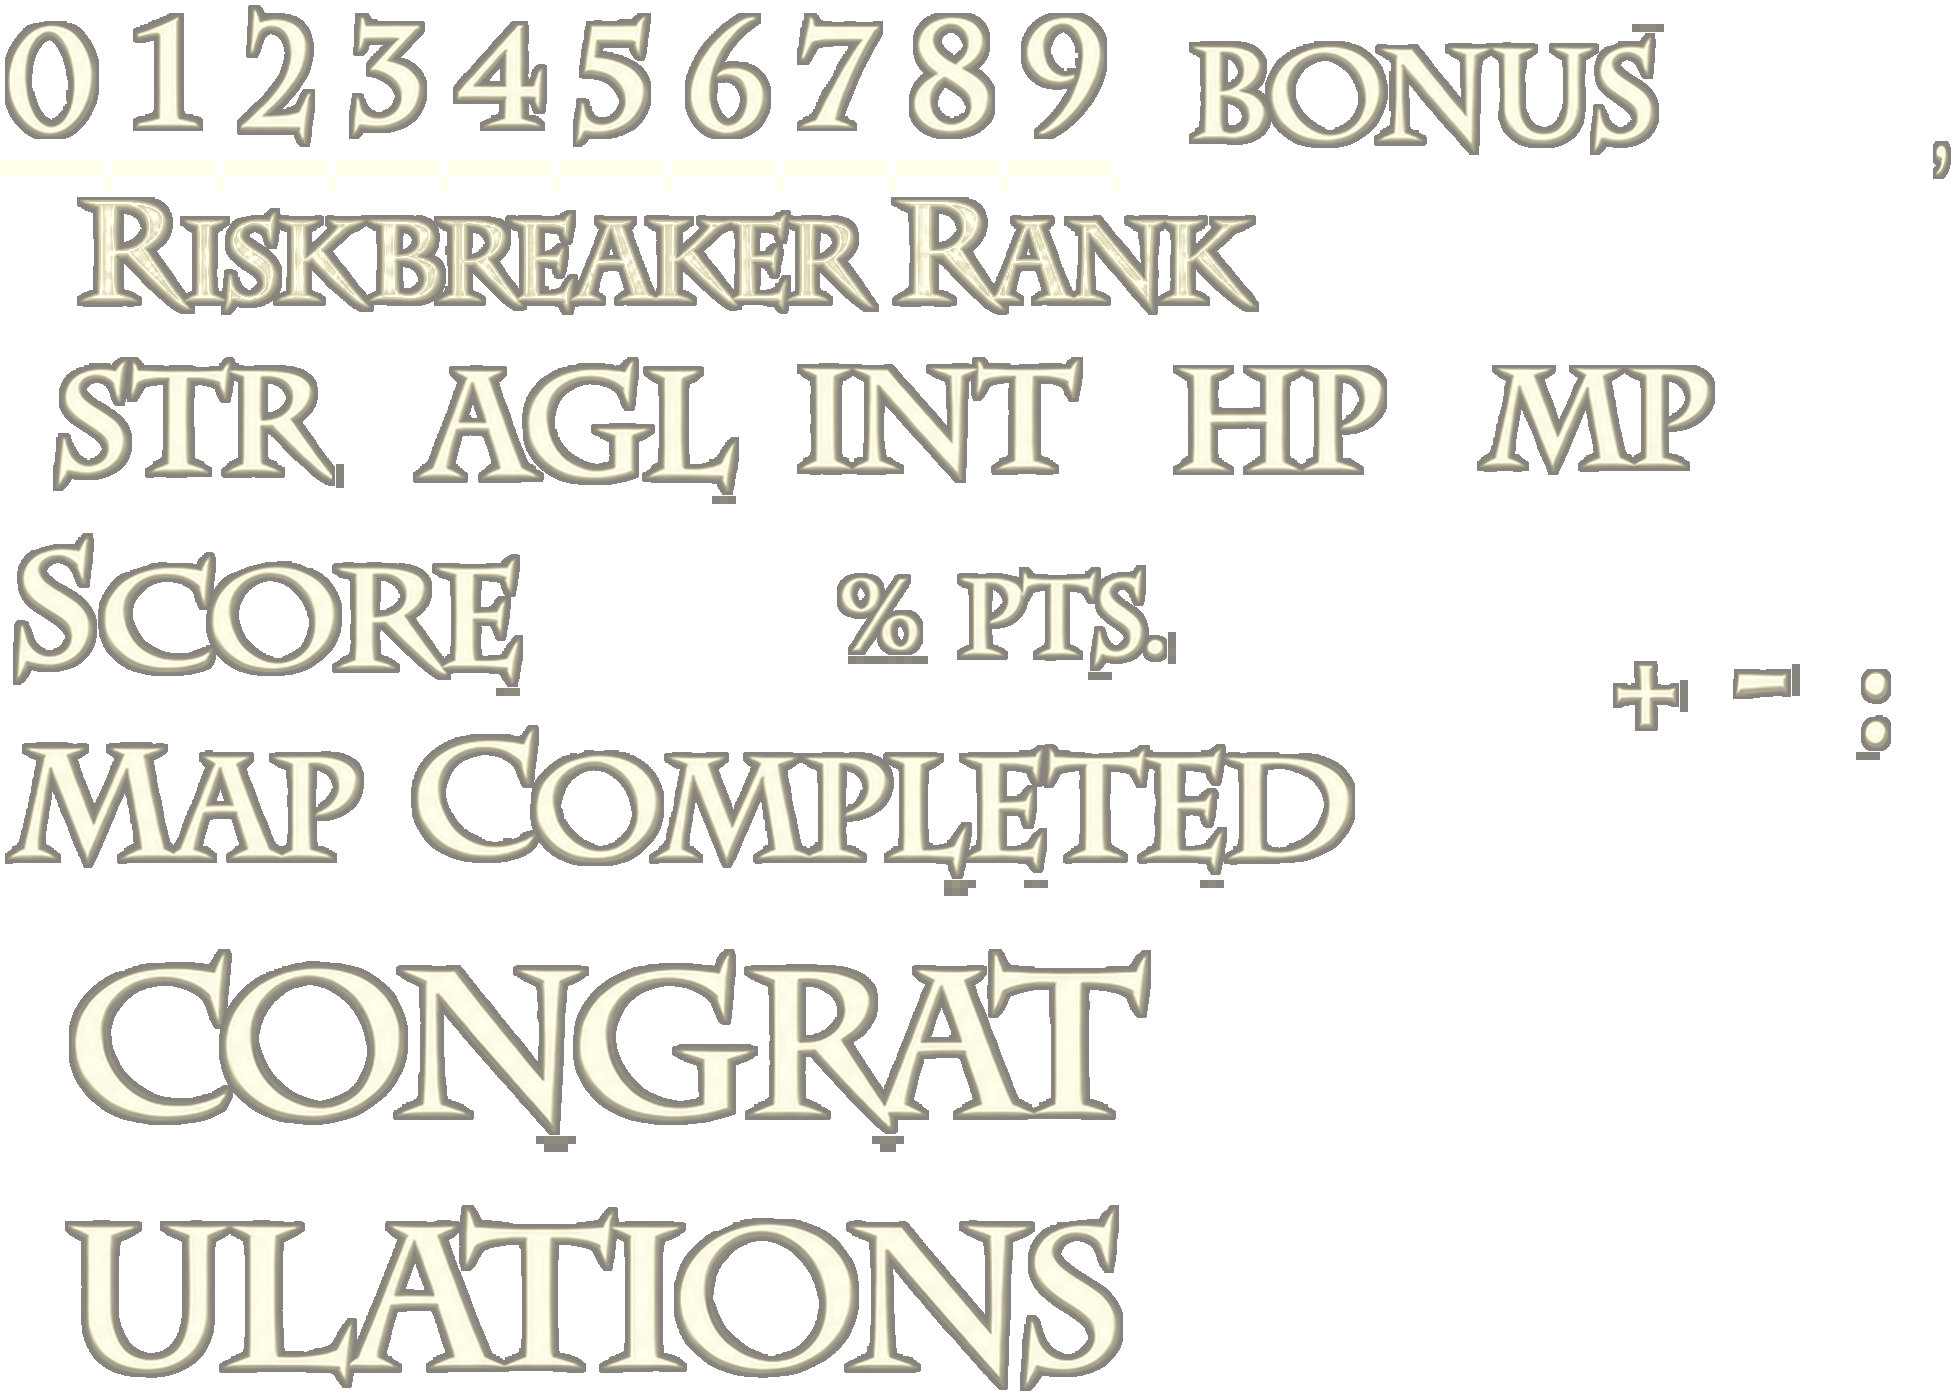 0 1 2 3 4 5 6 7 8 9 BONUS ,
RISKBREAKER RANK
STR AGL INT HP MP
SCORE % PTS.
+ - :
MAP COMPLETED
CONGRAT
ULATIONS